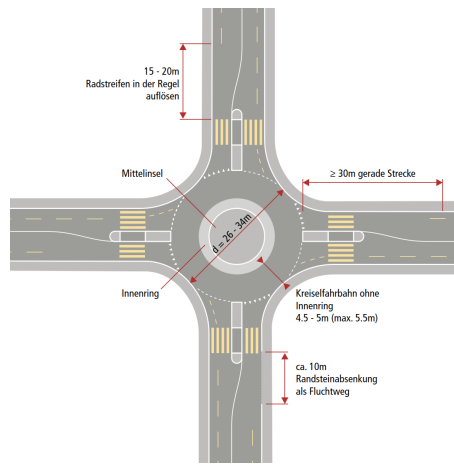 15 - 20m
Radstreifen in der Regel
auflösen
Mittelinsel
≥ 30m gerade Strecke
d = 26 - 34m
Innenring
Kreiselfahrbahn ohne
Innenring
4.5 - 5m (max. 5.5m)
ca. 10m
Randsteinabsenkung
als Fluchtweg